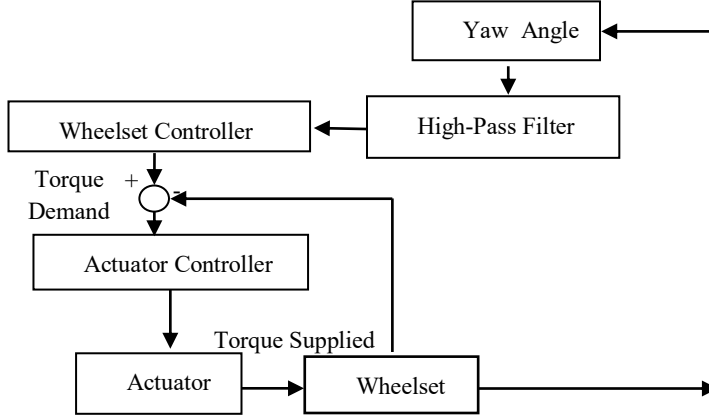 Yaw Angle
High-Pass Filter
Wheelset Controller
Torque
Demand
+
-
Actuator Controller
Torque Supplied
Actuator
Wheelset